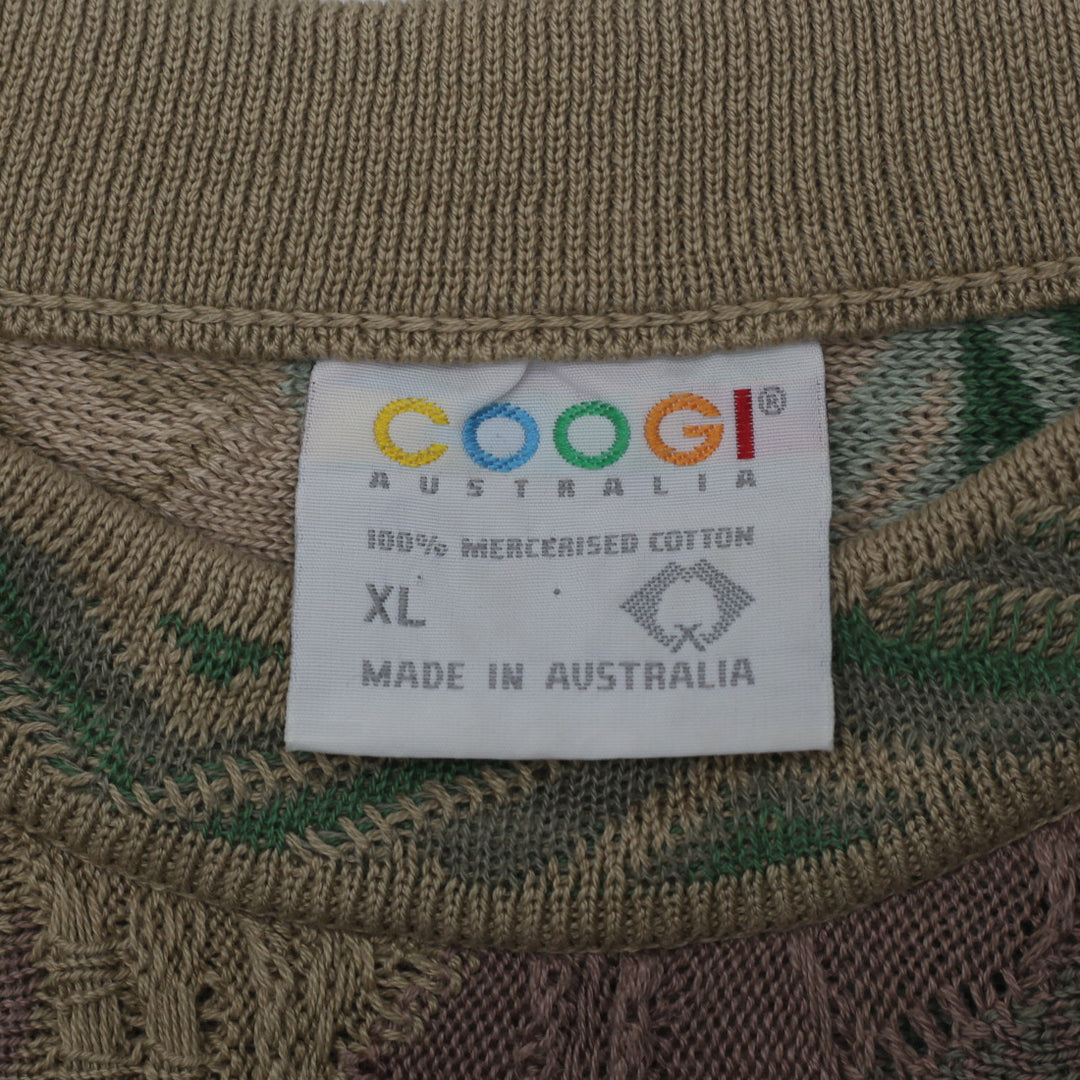 COOGI®
AUSTRALIA
100% MERCERISED COTTON
XL
MADE IN AUSTRALIA